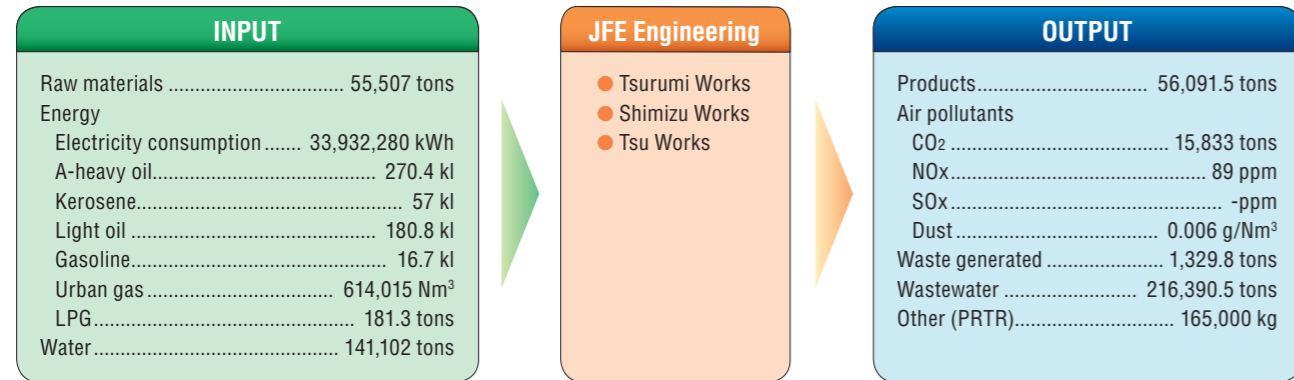 INPUT
Raw materials ............................... 55,507 tons
Energy
Electricity consumption....... 33,932,280 kWh
A-heavy oil....................................... 270.4 kl
Kerosene.............................................. 57 kl
Light oil .......................................... 180.8 kl
Gasoline............................................ 16.7 kl
Urban gas................................. 614,015 Nm³
LPG............................................. 181.3 tons
Water.......................................... 141,102 tons
JFE Engineering
● Tsurumi Works
● Shimizu Works
● Tsu Works
OUTPUT
Products.............................. 56,091.5 tons
Air pollutants
CO₂ ...................................... 15,833 tons
NOx............................................. 89 ppm
SOx............................................... -ppm
Dust................................... 0.006 g/Nm³
Waste generated ................ 1,329.8 tons
Wastewater ........................ 216,390.5 tons
Other (PRTR)............................ 165,000 kg